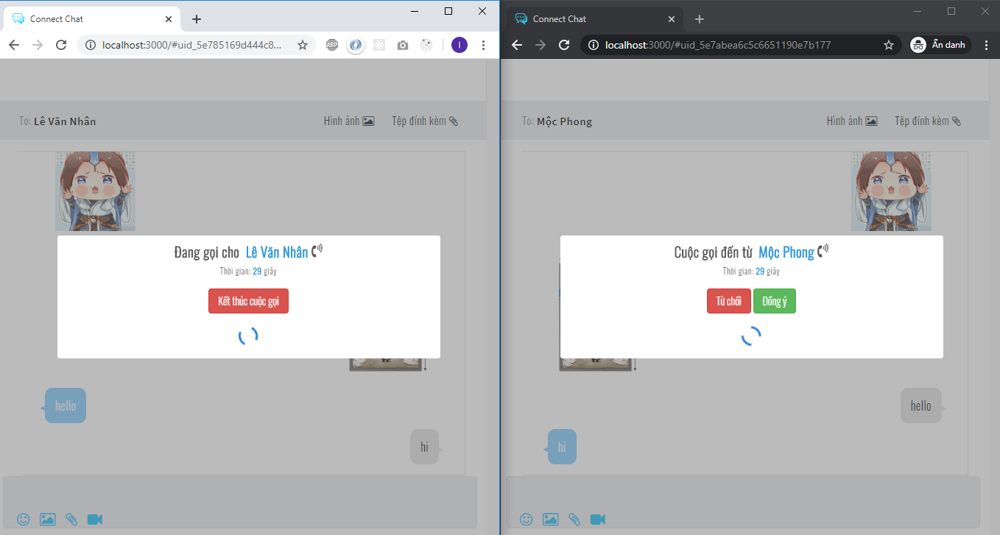 Connect Chat
localhost:3000/#uid_5e785169d444c8...
ABP
I
To: Lê Văn Nhân
Hình ảnh
Tệp đính kèm
Đang gọi cho Lê Văn Nhân
Thời gian: 29 giây
Kết thúc cuộc gọi
hello
hi
Connect Chat
localhost:3000/#uid_5e7abea6c5c6651190e7b177
Ẩn danh
To: Mộc Phong
Hình ảnh
Tệp đính kèm
Cuộc gọi đến từ Mộc Phong
Thời gian: 29 giây
Từ chối
Đồng ý
hello
hi